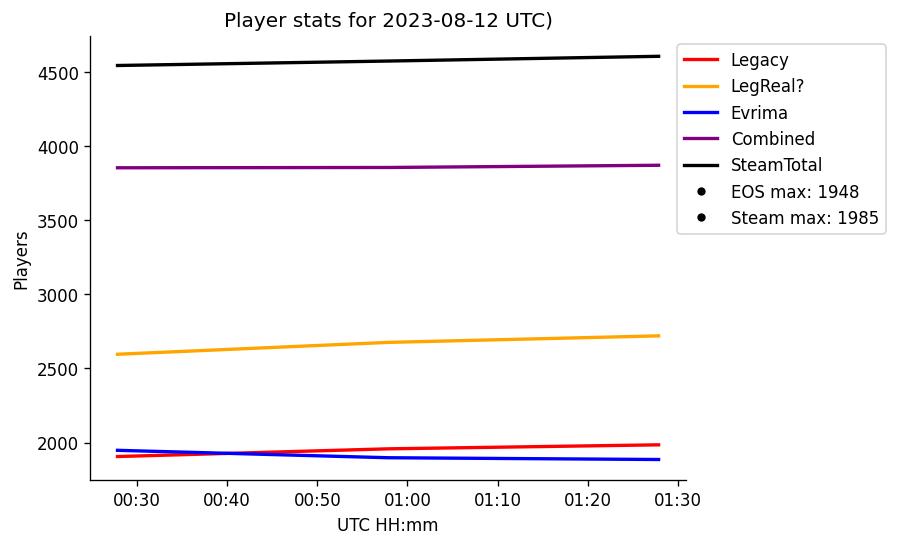 Player stats for 2023-08-12 UTC)
Players
4500
4000
3500
3000
2500
2000
00:30
00:40
00:50
01:00
01:10
01:20
01:30
UTC HH:mm
Legacy
LegReal?
Evrima
Combined
SteamTotal
EOS max: 1948
Steam max: 1985